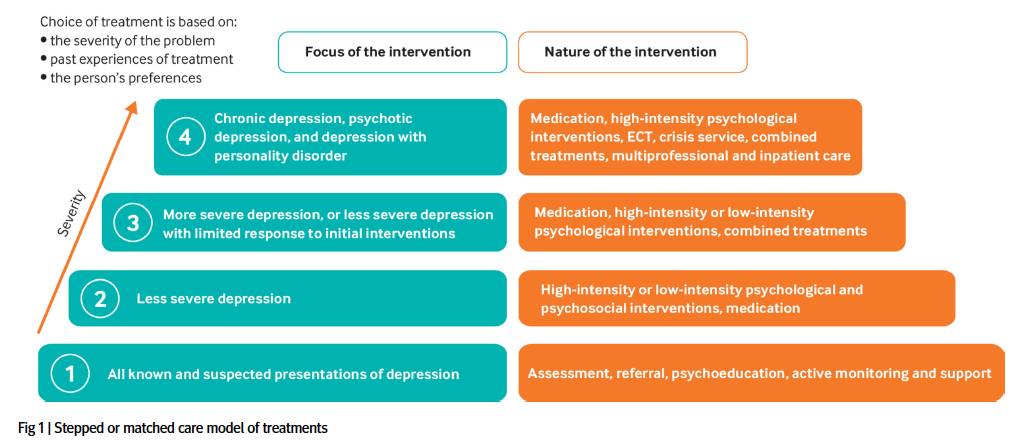 Choice of treatment is based on:
• the severity of the problem
• past experiences of treatment
• the person's preferences
Focus of the intervention
Nature of the intervention
Severity
4
Chronic depression, psychotic
depression, and depression with
personality disorder
Medication, high-intensity psychological
interventions, ECT, crisis service, combined
treatments, multiprofessional and inpatient care
3
More severe depression, or less severe depression
with limited response to initial interventions
Medication, high-intensity or low-intensity
psychological interventions, combined treatments
2
Less severe depression
High-intensity or low-intensity psychological and
psychosocial interventions, medication
1
All known and suspected presentations of depression
Assessment, referral, psychoeducation, active monitoring and support
Fig 1 | Stepped or matched care model of treatments